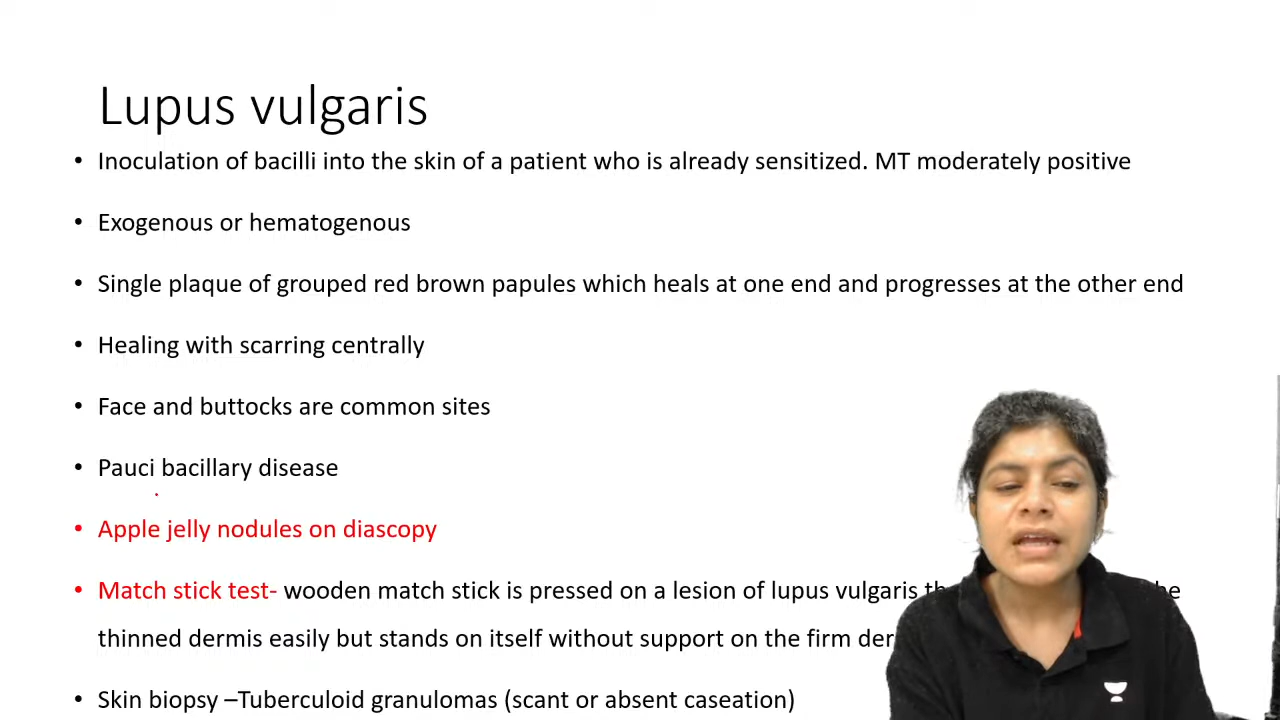 Lupus vulgaris
• Inoculation of bacilli into the skin of a patient who is already sensitized. MT moderately positive
• Exogenous or hematogenous
• Single plaque of grouped red brown papules which heals at one end and progresses at the other end
• Healing with scarring centrally
• Face and buttocks are common sites
• Pauci bacillary disease
• Apple jelly nodules on diascopy
• Match stick test- wooden match stick is pressed on a lesion of lupus vulgaris
thinned dermis easily but stands on itself without support on the firm
• Skin biopsy –Tuberculoid granulomas (scant or absent caseation)